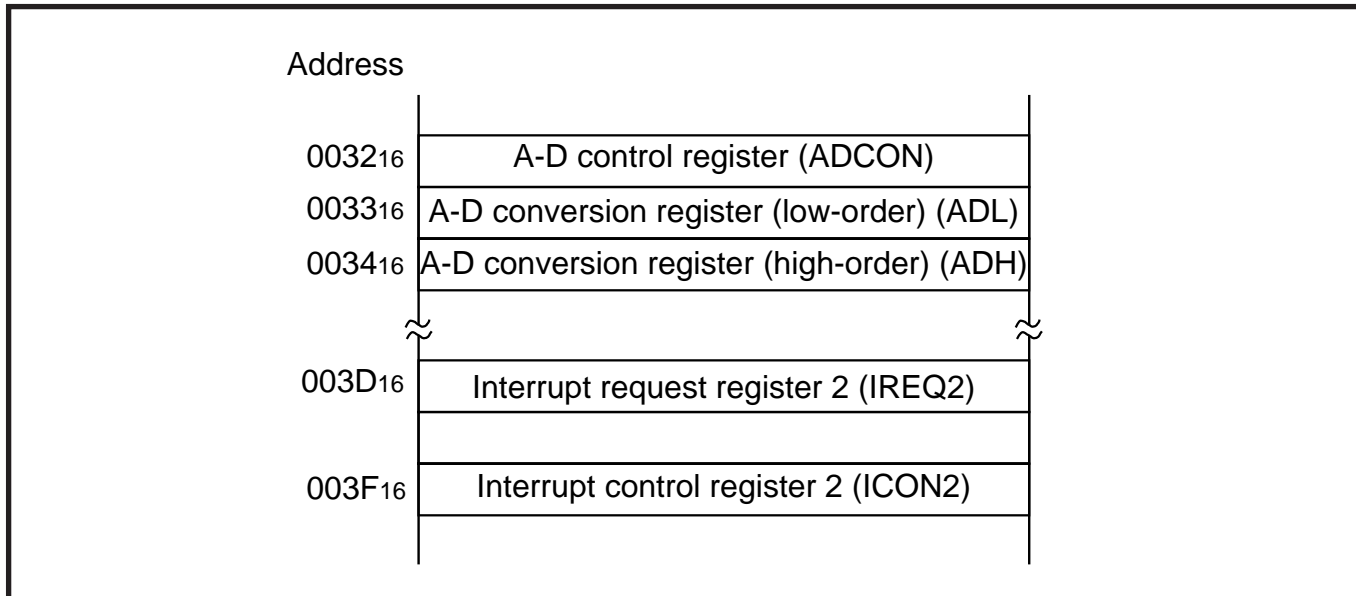 Address
0032₁₆ A-D control register (ADCON)
0033₁₆ A-D conversion register (low-order) (ADL)
0034₁₆ A-D conversion register (high-order) (ADH)
003D₁₆ Interrupt request register 2 (IREQ2)
003F₁₆ Interrupt control register 2 (ICON2)